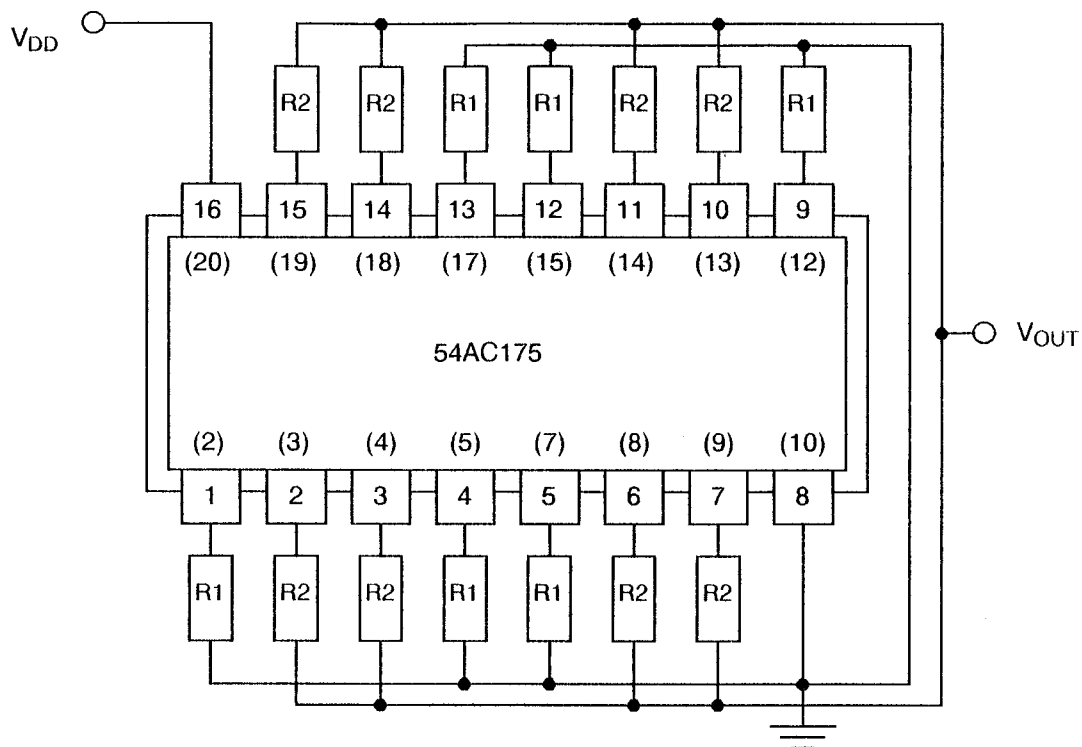 V_DD
R2 R2 R1 R1 R2 R2 R1
16 15 14 13 12 11 10 9
(20) (19) (18) (17) (15) (14) (13) (12)
V_OUT
54AC175
(2) (3) (4) (5) (7) (8) (9) (10)
1 2 3 4 5 6 7 8
R1 R2 R2 R1 R1 R2 R2